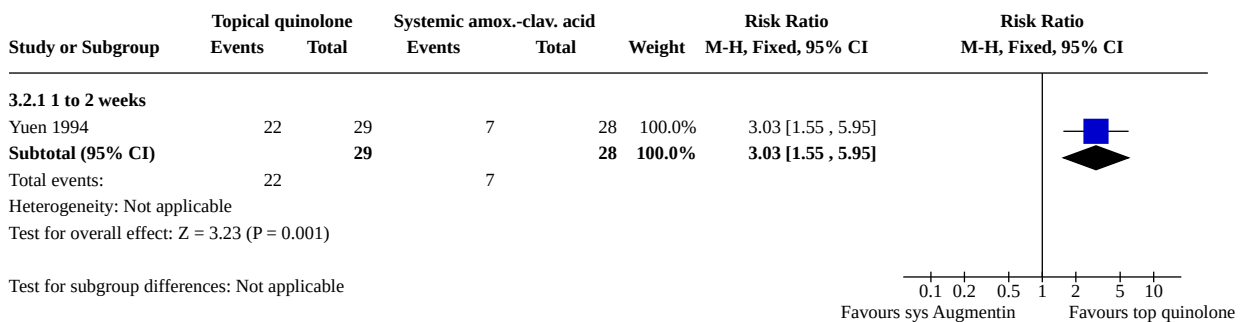 Topical quinolone Systemic amox.-clav. acid Risk Ratio Risk Ratio
Study or Subgroup Events Total Events Total Weight M-H, Fixed, 95% CI M-H, Fixed, 95% CI
3.2.1 1 to 2 weeks
Yuen 1994 22 29 7 28 100.0% 3.03 [1.55 , 5.95]
Subtotal (95% CI) 29 28 100.0% 3.03 [1.55 , 5.95]
Total events: 22 7
Heterogeneity: Not applicable
Test for overall effect: Z = 3.23 (P = 0.001)
Test for subgroup differences: Not applicable
0.1 0.2 0.5 1 2 5 10
Favours sys Augmentin Favours top quinolone